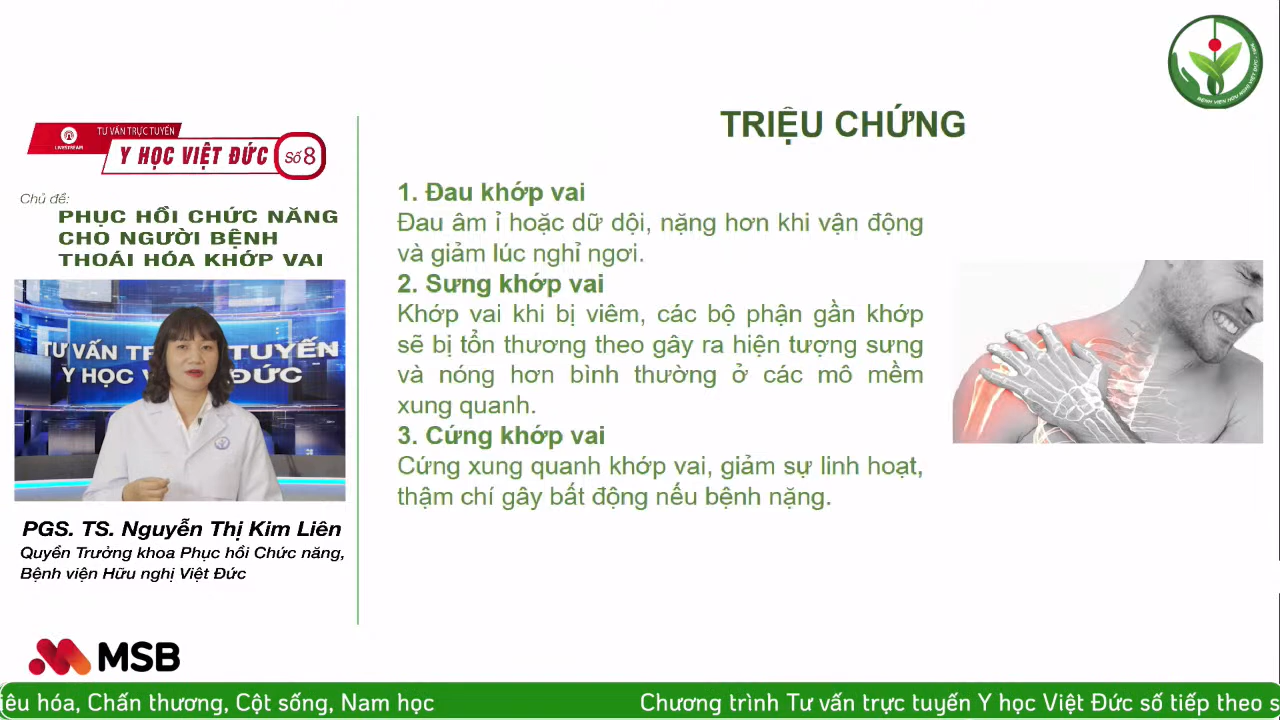 TƯ VẤN TRỰC TUYẾN
LIVESTREAM
Y HỌC VIỆT ĐỨC Số 8
Chủ đề:
PHỤC HỒI CHỨC NĂNG
CHO NGƯỜI BỆNH
THOÁI HÓA KHỚP VAI
PGS. TS. Nguyễn Thị Kim Liên
Quyền Trưởng khoa Phục hồi Chức năng,
Bệnh viện Hữu nghị Việt Đức
MSB
TRIỆU CHỨNG
1. Đau khớp vai
Đau âm ỉ hoặc dữ dội, nặng hơn khi vận động
và giảm lúc nghỉ ngơi.
2. Sưng khớp vai
Khớp vai khi bị viêm, các bộ phận gần khớp
sẽ bị tổn thương theo gây ra hiện tượng sưng
và nóng hơn bình thường ở các mô mềm
xung quanh.
3. Cứng khớp vai
Cứng xung quanh khớp vai, giảm sự linh hoạt,
thậm chí gây bất động nếu bệnh nặng.
iêu hóa, Chấn thương, Cột sống, Nam học
Chương trình Tư vấn trực tuyến Y học Việt Đức số tiếp theo s